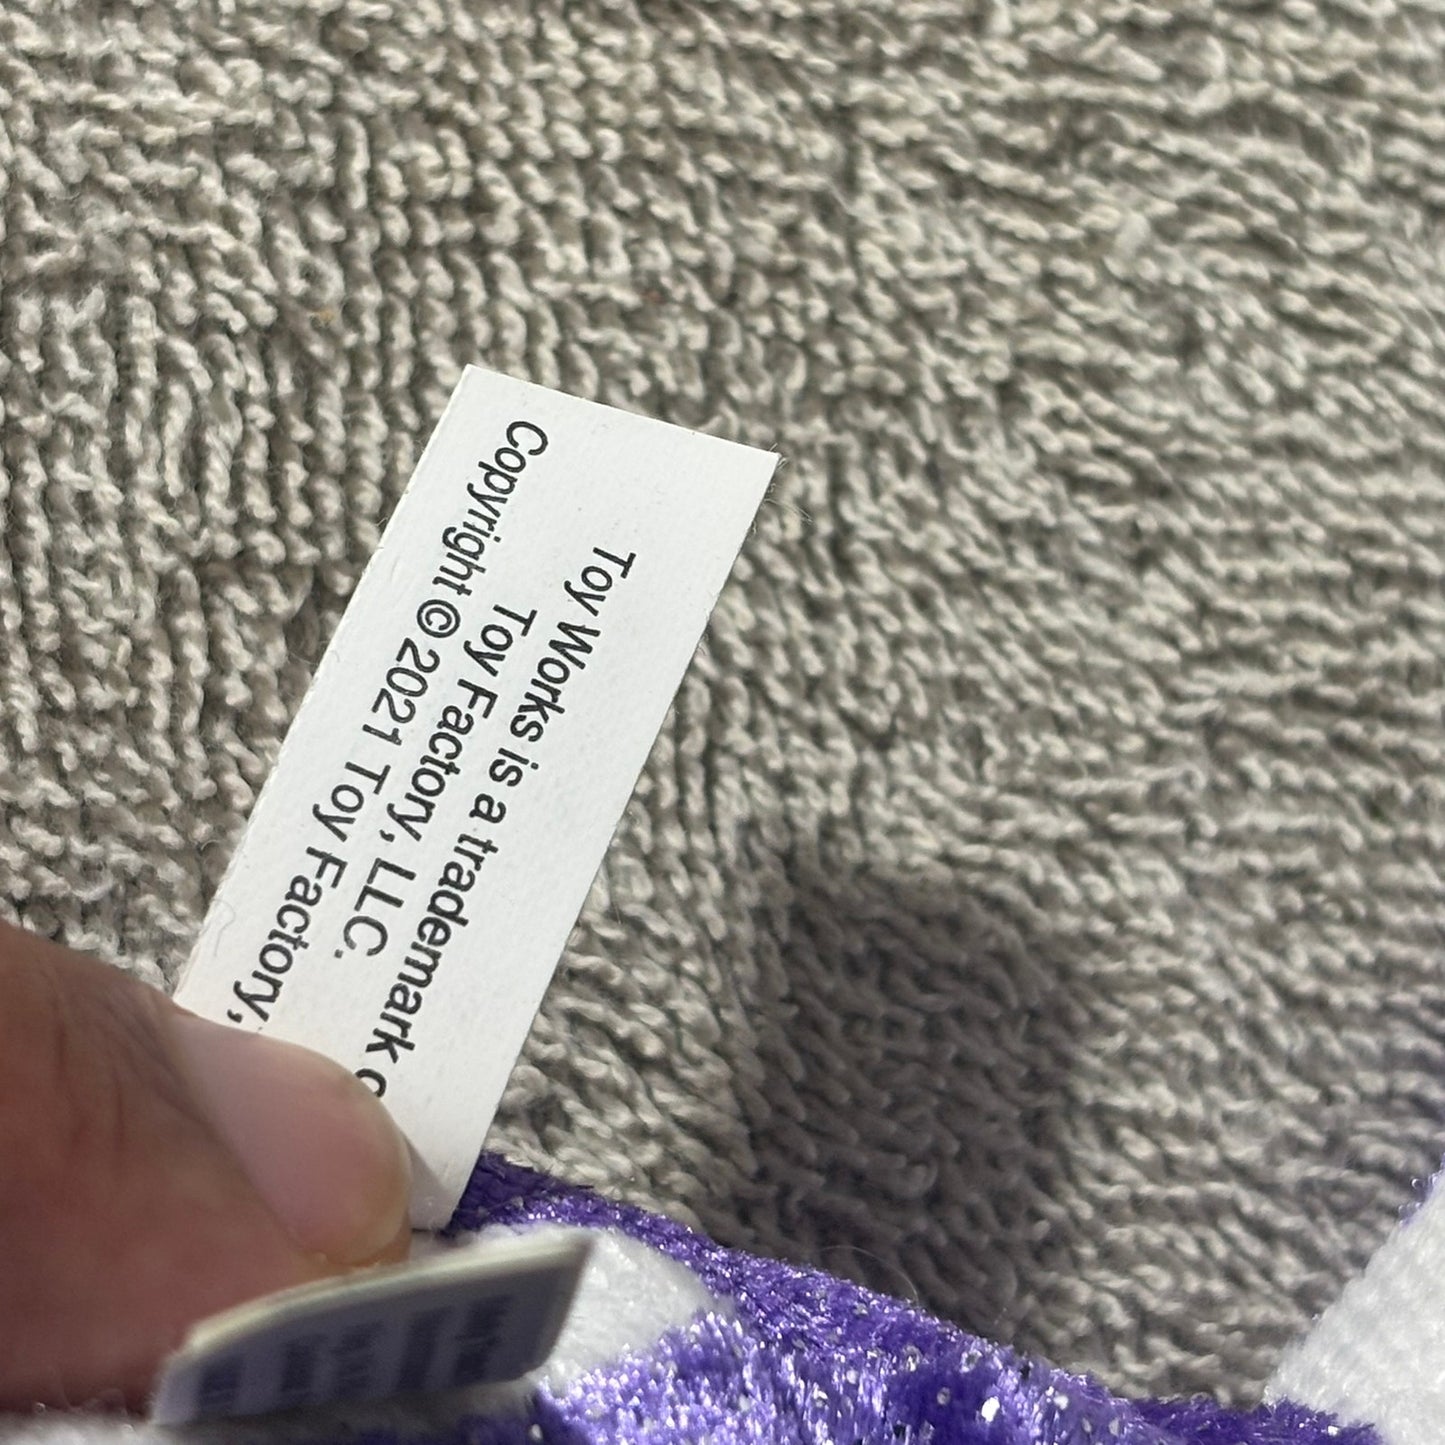 Toy Works is a trademark
Toy Factory, LLC.
Copyright © 2021 Toy Factory,